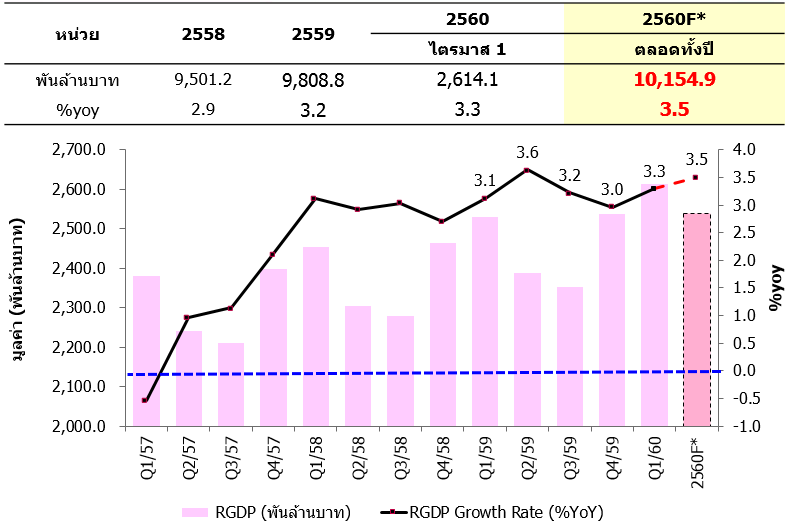 หน่วย 2558 2559 2560 2560F*
ไตรมาส 1 ตลอดทั้งปี
พันล้านบาท 9,501.2 9,808.8 2,614.1 10,154.9
%yoy 2.9 3.2 3.3 3.5
มูลค่า (พันล้านบาท)
2,700.0
2,600.0
2,500.0
2,400.0
2,300.0
2,200.0
2,100.0
2,000.0
3.1 3.6 3.2 3.0 3.3 3.5
4.0
3.5
3.0
2.5
2.0
1.5
1.0
0.5
0.0
-0.5
-1.0
%yoy
Q1/57 Q2/57 Q3/57 Q4/57 Q1/58 Q2/58 Q3/58 Q4/58 Q1/59 Q2/59 Q3/59 Q4/59 Q1/60 2560F*
RGDP (พันล้านบาท) RGDP Growth Rate (%YoY)